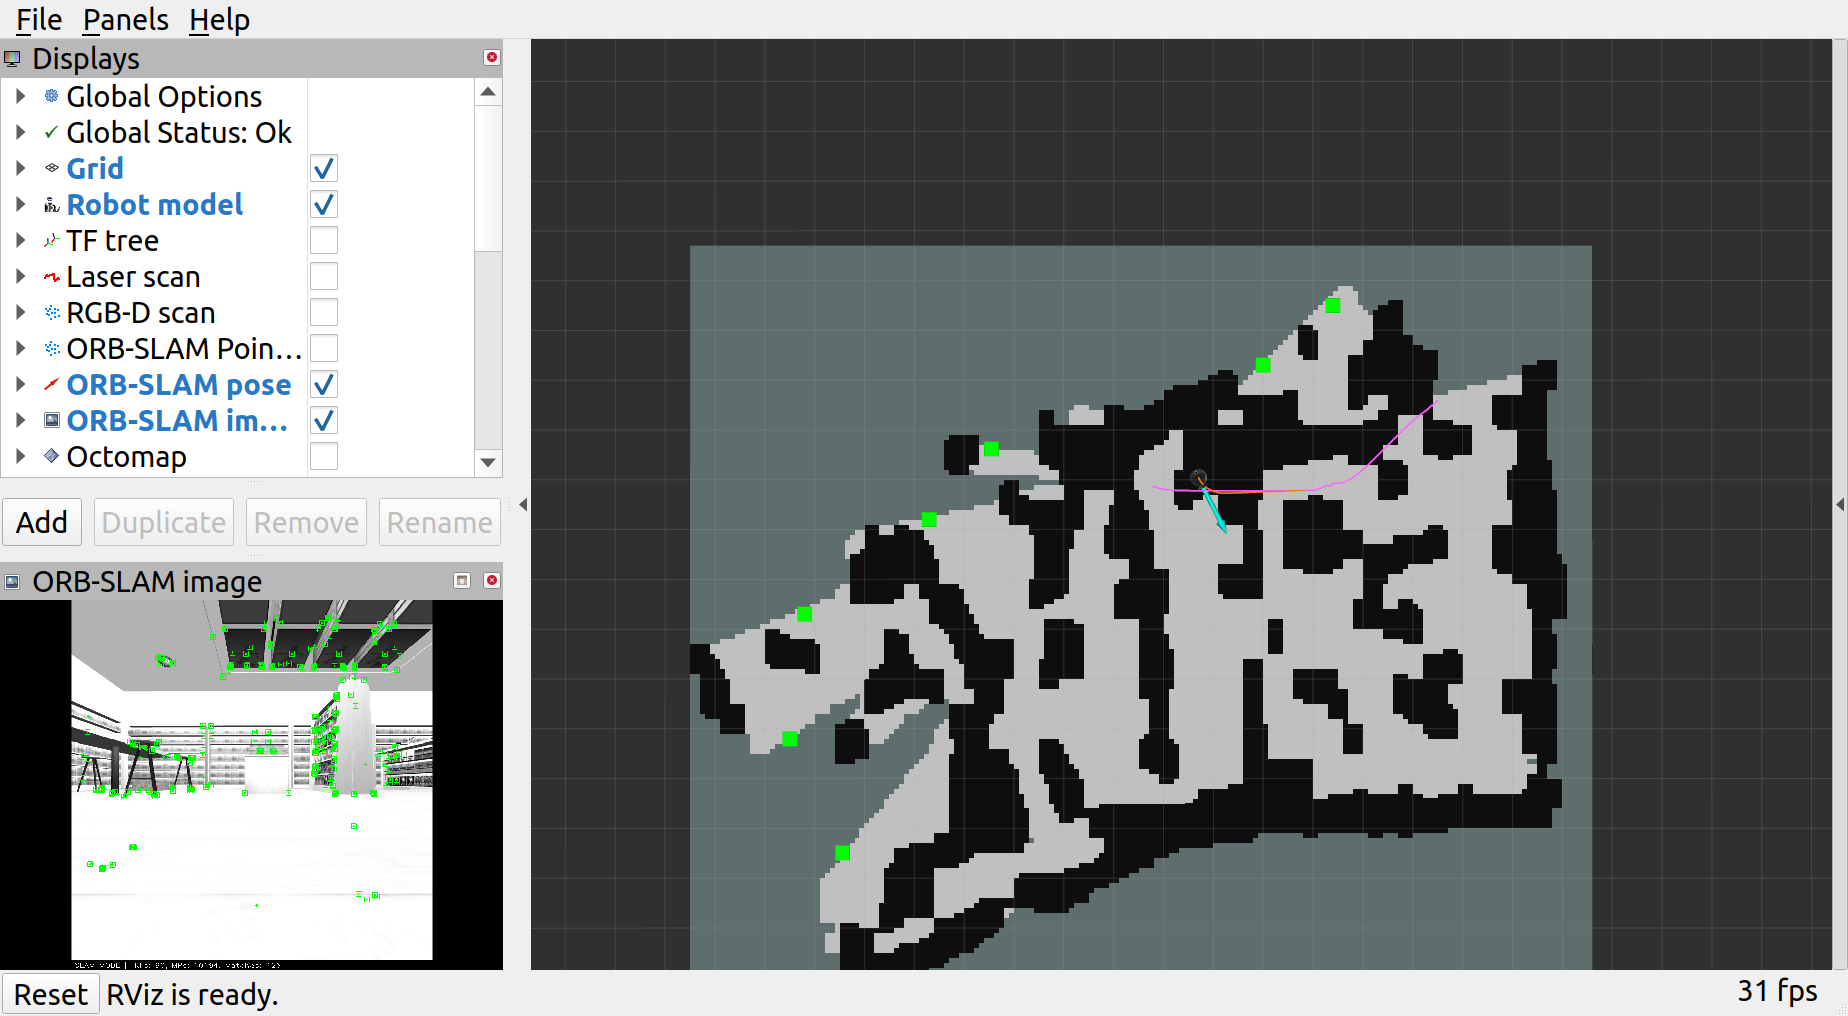 File Panels Help
Displays
Global Options
Global Status: Ok
Grid
Robot model
TF tree
Laser scan
RGB-D scan
ORB-SLAM Poin...
ORB-SLAM pose
ORB-SLAM im...
Octomap
Add Duplicate Remove Rename
ORB-SLAM image
SLAM MODE |
Reset RViz is ready.
31 fps